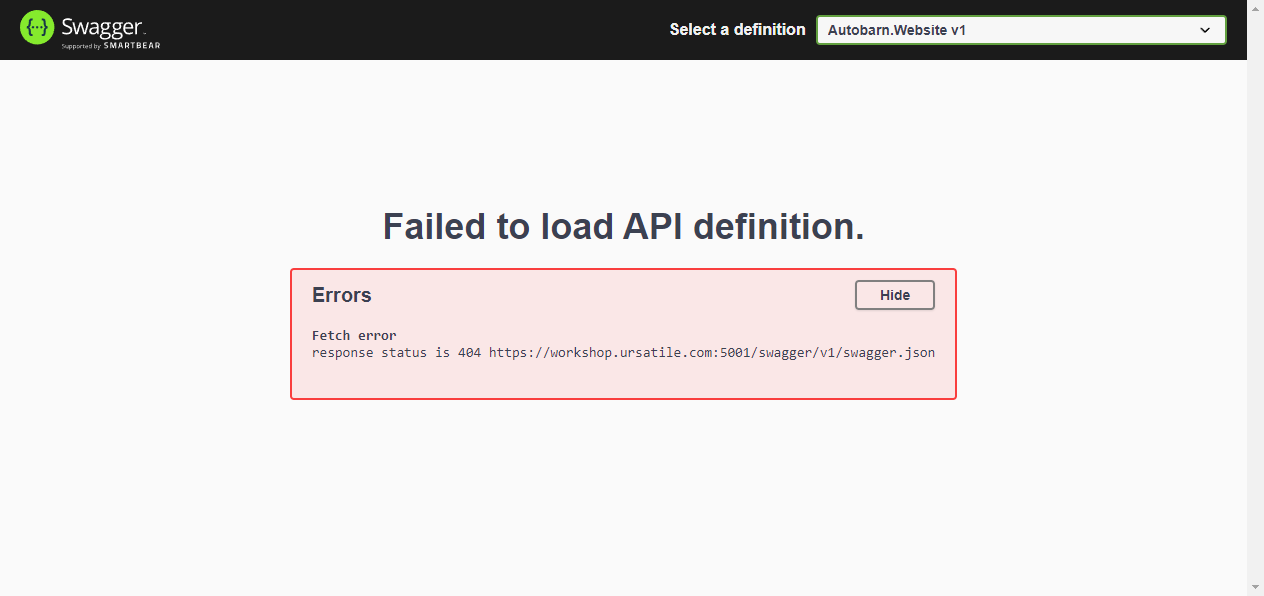 Swagger
Supported by SMARTBEAR
Select a definition
Autobarn.Website v1
Failed to load API definition.
Errors
Hide
Fetch error
response status is 404 https://workshop.ursatile.com:5001/swagger/v1/swagger.json